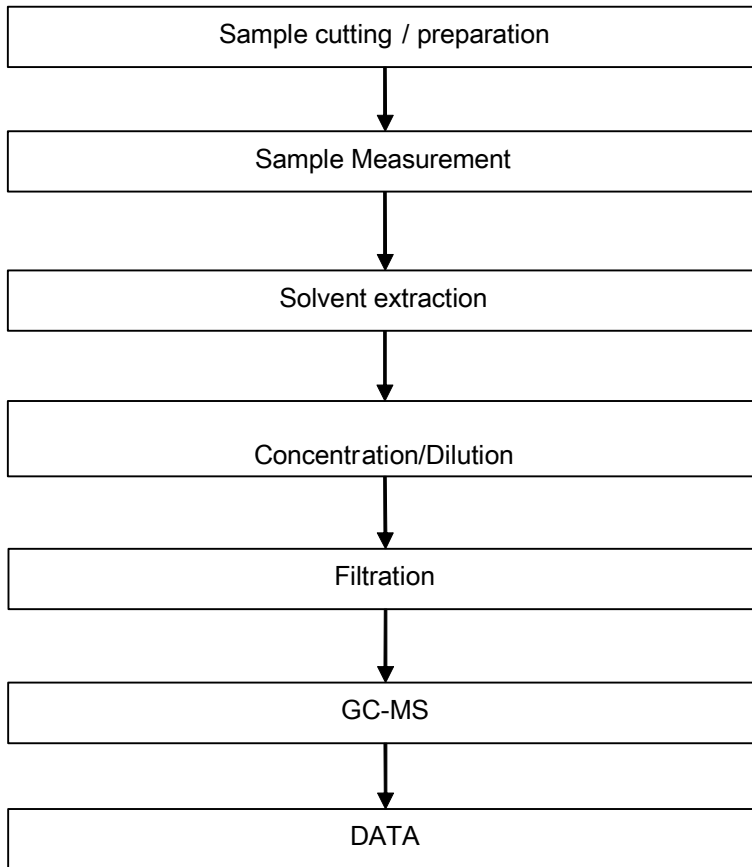 Sample cutting / preparation
Sample Measurement
Solvent extraction
Concentration/Dilution
Filtration
GC-MS
DATA